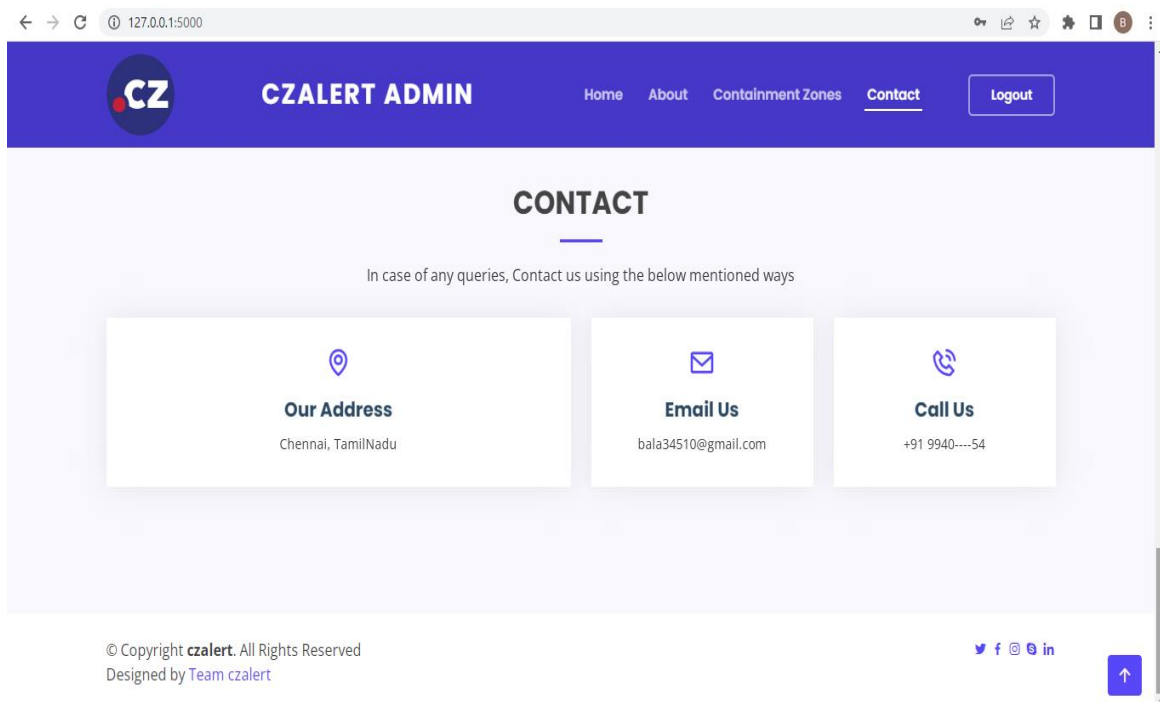 127.0.0.1:5000
B
.CZ
CZALERT ADMIN
Home About Containment Zones Contact Logout
CONTACT
In case of any queries, Contact us using the below mentioned ways
Our Address
Chennai, TamilNadu
Email Us
bala34510@gmail.com
Call Us
+91 9940----54
© Copyright czalert. All Rights Reserved
Designed by Team czalert